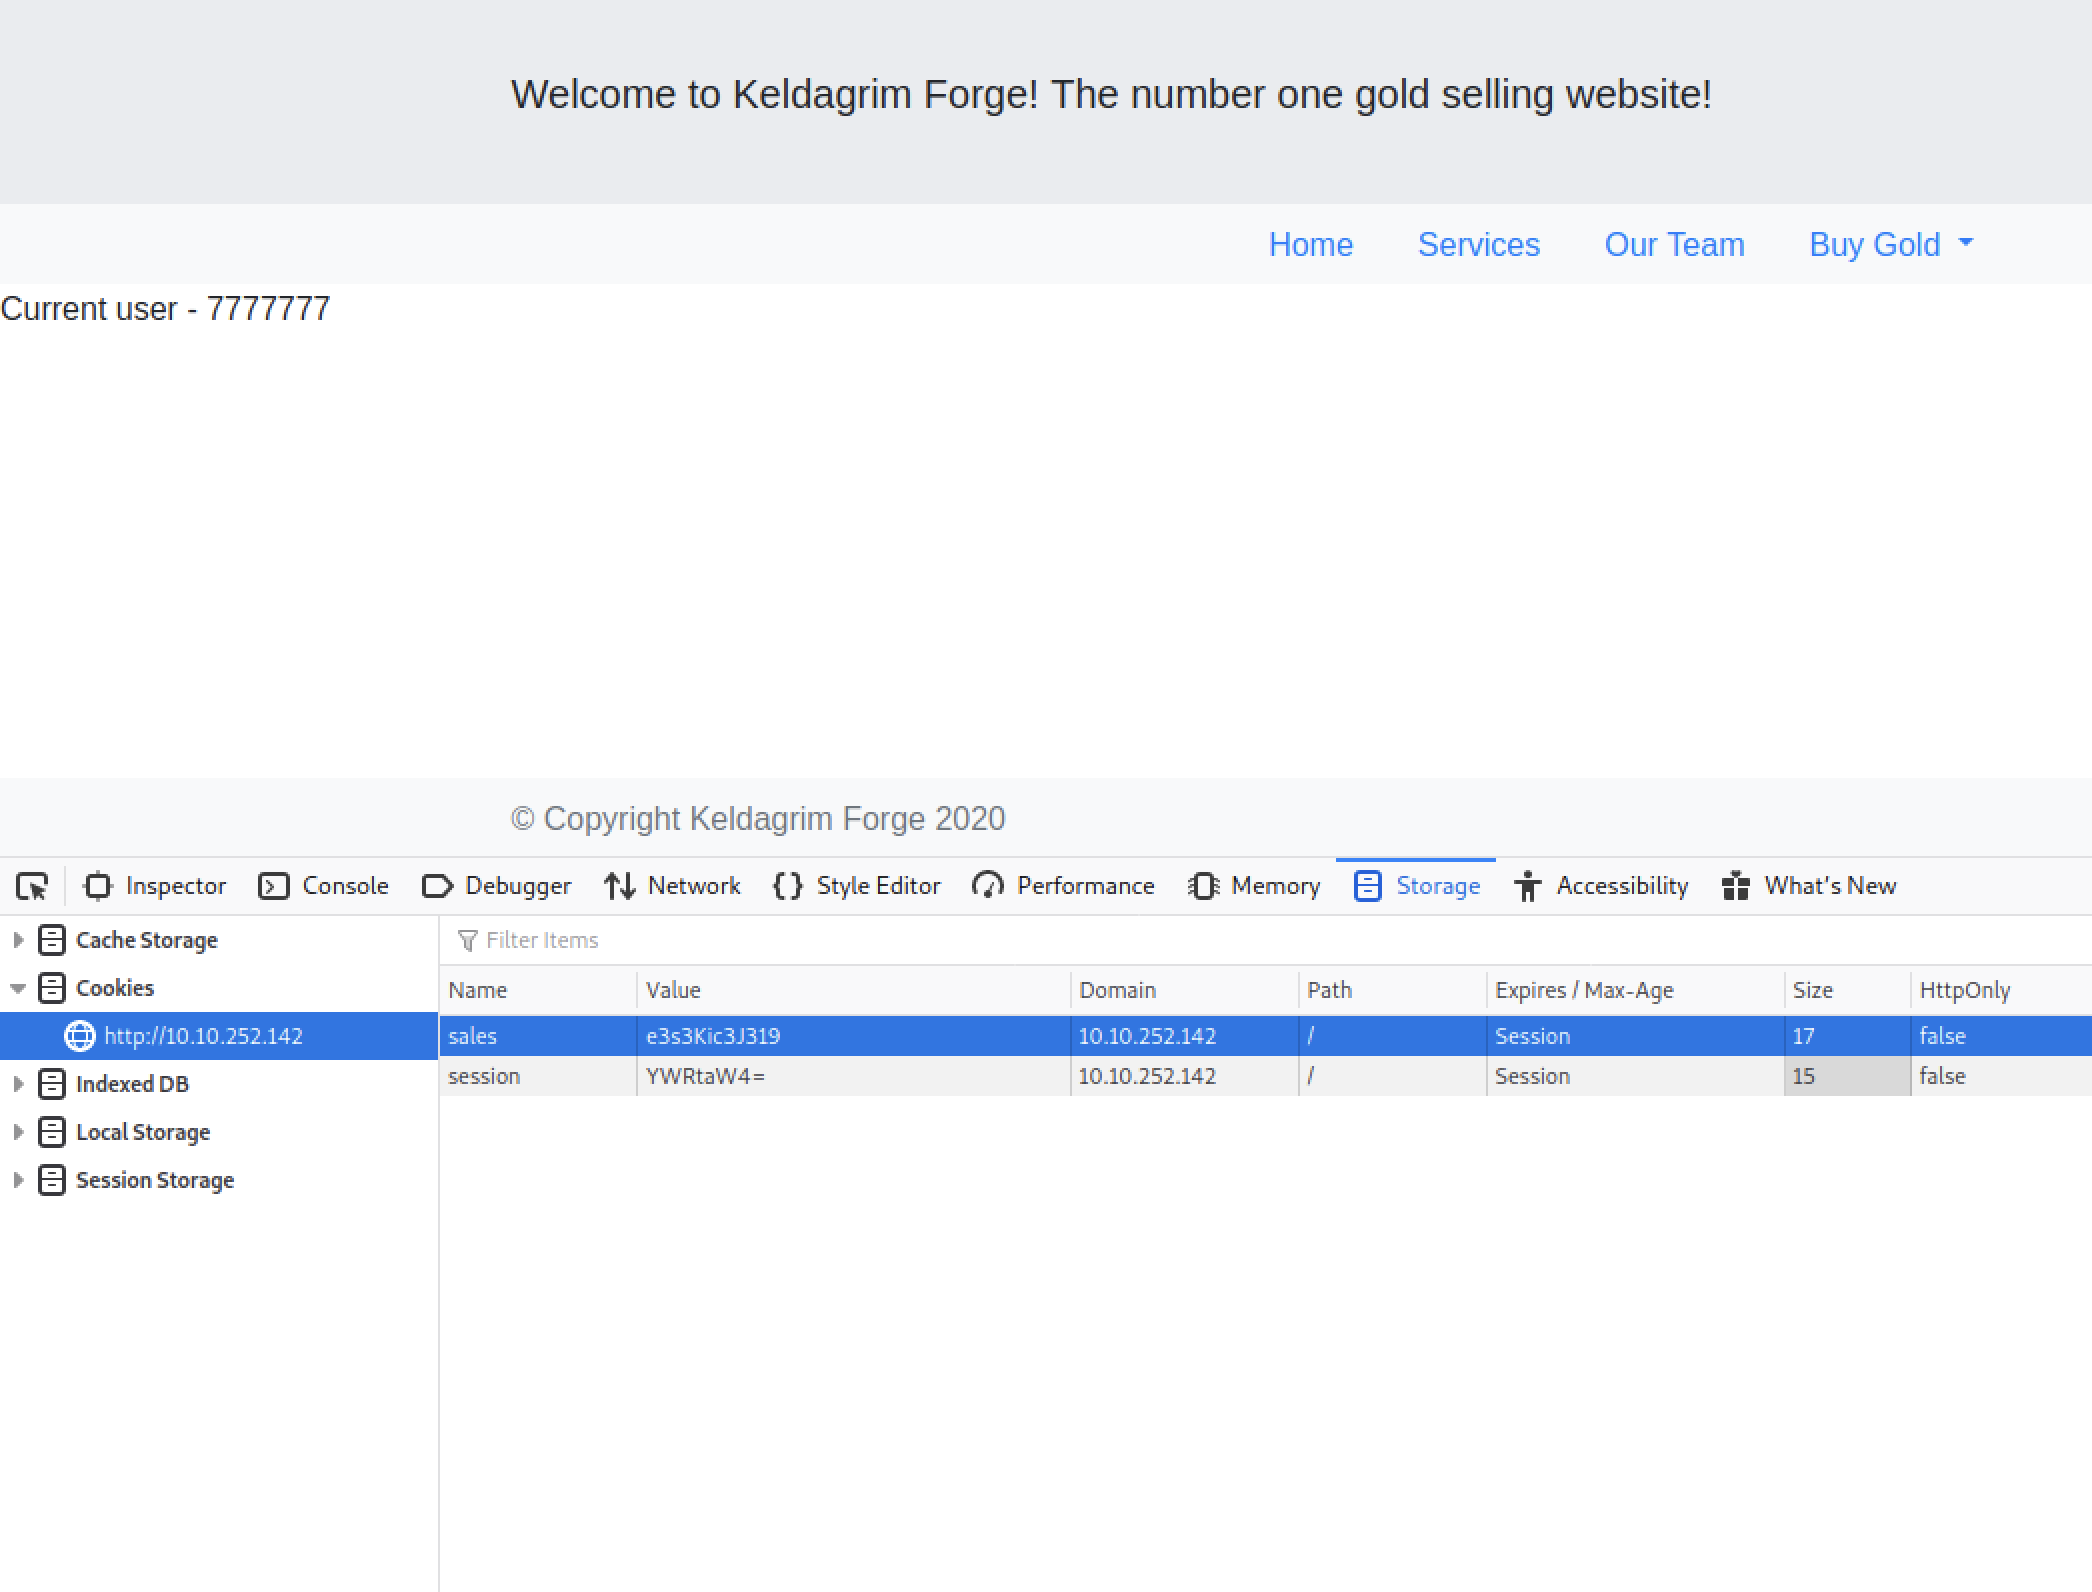 Welcome to Keldagrim Forge! The number one gold selling website!
Home Services Our Team Buy Gold
Current user - 7777777
© Copyright Keldagrim Forge 2020
Inspector Console Debugger Network Style Editor Performance Memory Storage Accessibility What's New
Cache Storage
Cookies
http://10.10.252.142
Indexed DB
Local Storage
Session Storage
Filter Items
Name Value Domain Path Expires / Max-Age Size HttpOnly
sales e3s3Kic3J319 10.10.252.142 / Session 17 false
session YWRtaW4= 10.10.252.142 / Session 15 false